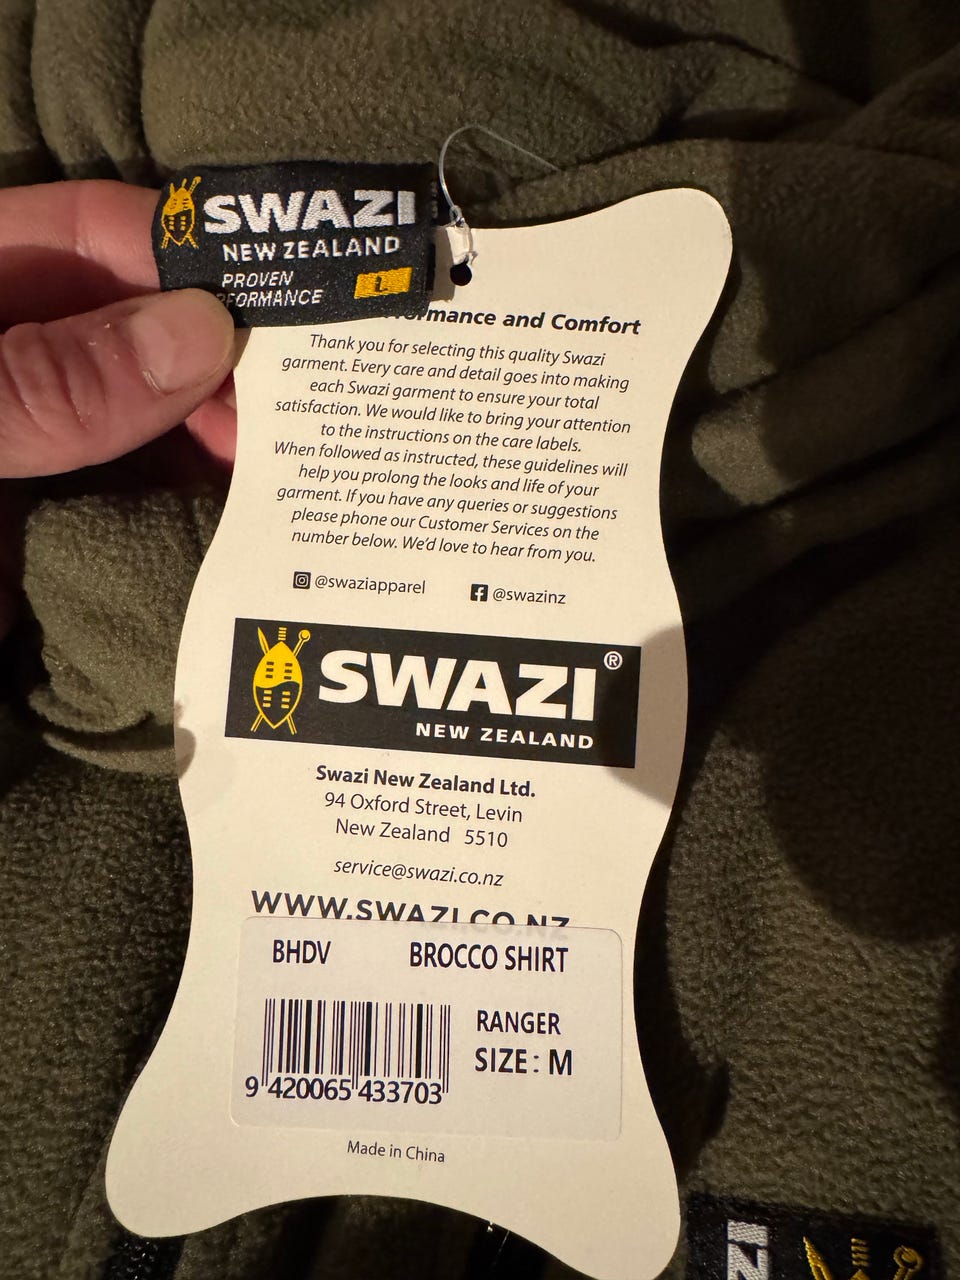 SWAZI
NEW ZEALAND
PROVEN
L
and Comfort
Thank you for selecting this quality Swazi
garment. Every care and detail goes into making
each Swazi garment to ensure your total
satisfaction. We would like to bring your attention
to the instructions on the care labels.
When followed as instructed, these guidelines will
help you prolong the looks and life of your
garment. If you have any queries or suggestions
please phone our Customer Services on the
number below. We'd love to hear from you.
@swaziapparel @swazinz
SWAZI®
NEW ZEALAND
Swazi New Zealand Ltd.
94 Oxford Street, Levin
New Zealand 5510
service@swazi.co.nz
WWW.SWAZI.CO.NZ
BHDV BROCCO SHIRT
RANGER
SIZE: M
9 420065 433703
Made in China